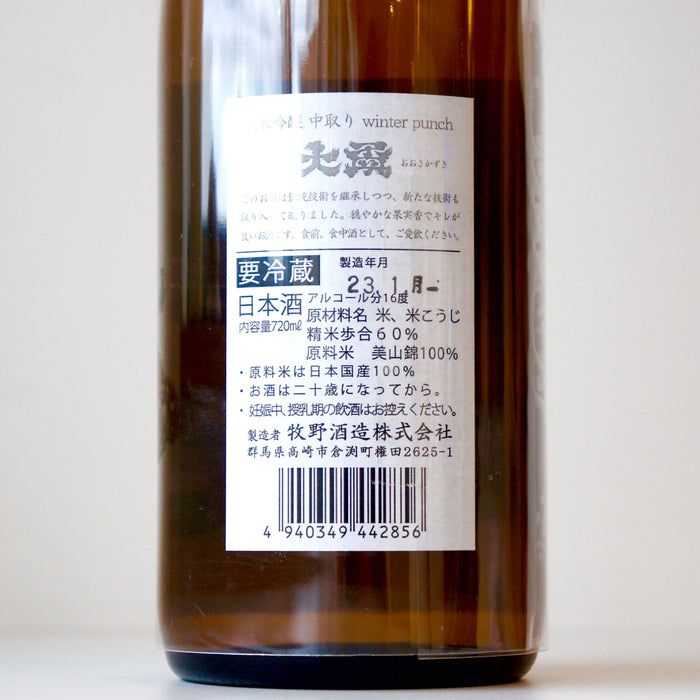 米吟醸 中取り winter punch
大盃 おおさかずき
このお酒は伝統技術を継承しつつ、新たな技術も
取り入れて造りました。穏やかな果実香でキレが
良いお酒です。食前、食中酒として、ご愛飲ください。
要冷蔵
製造年月
23.1.月
日本酒
アルコール分16度
内容量720ml
原材料名 米、米こうじ
精米歩合60%
原料米 美山錦100%
・原料米は日本国産100%
・お酒は二十歳になってから。
・妊娠中、授乳期の飲酒はお控えください。
製造者 牧野酒造株式会社
群馬県高崎市倉渕町権田2625-1
4 940349 442856